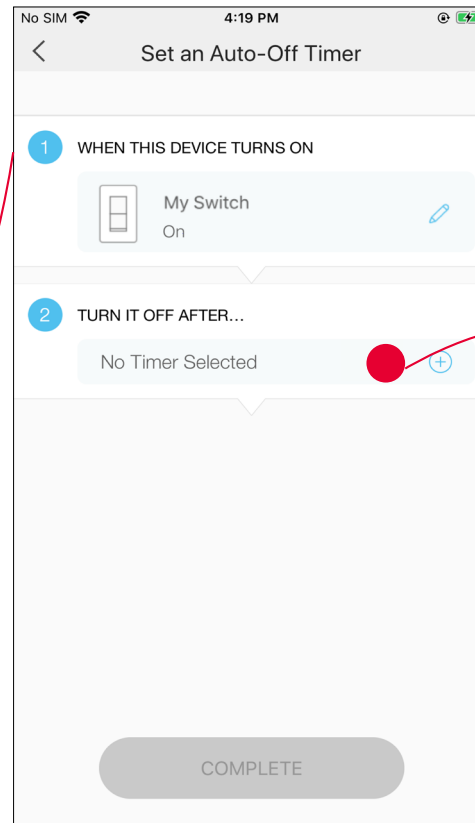 No SIM 4:19 PM
Set an Auto-Off Timer
1 WHEN THIS DEVICE TURNS ON
My Switch
On
2 TURN IT OFF AFTER...
No Timer Selected
COMPLETE